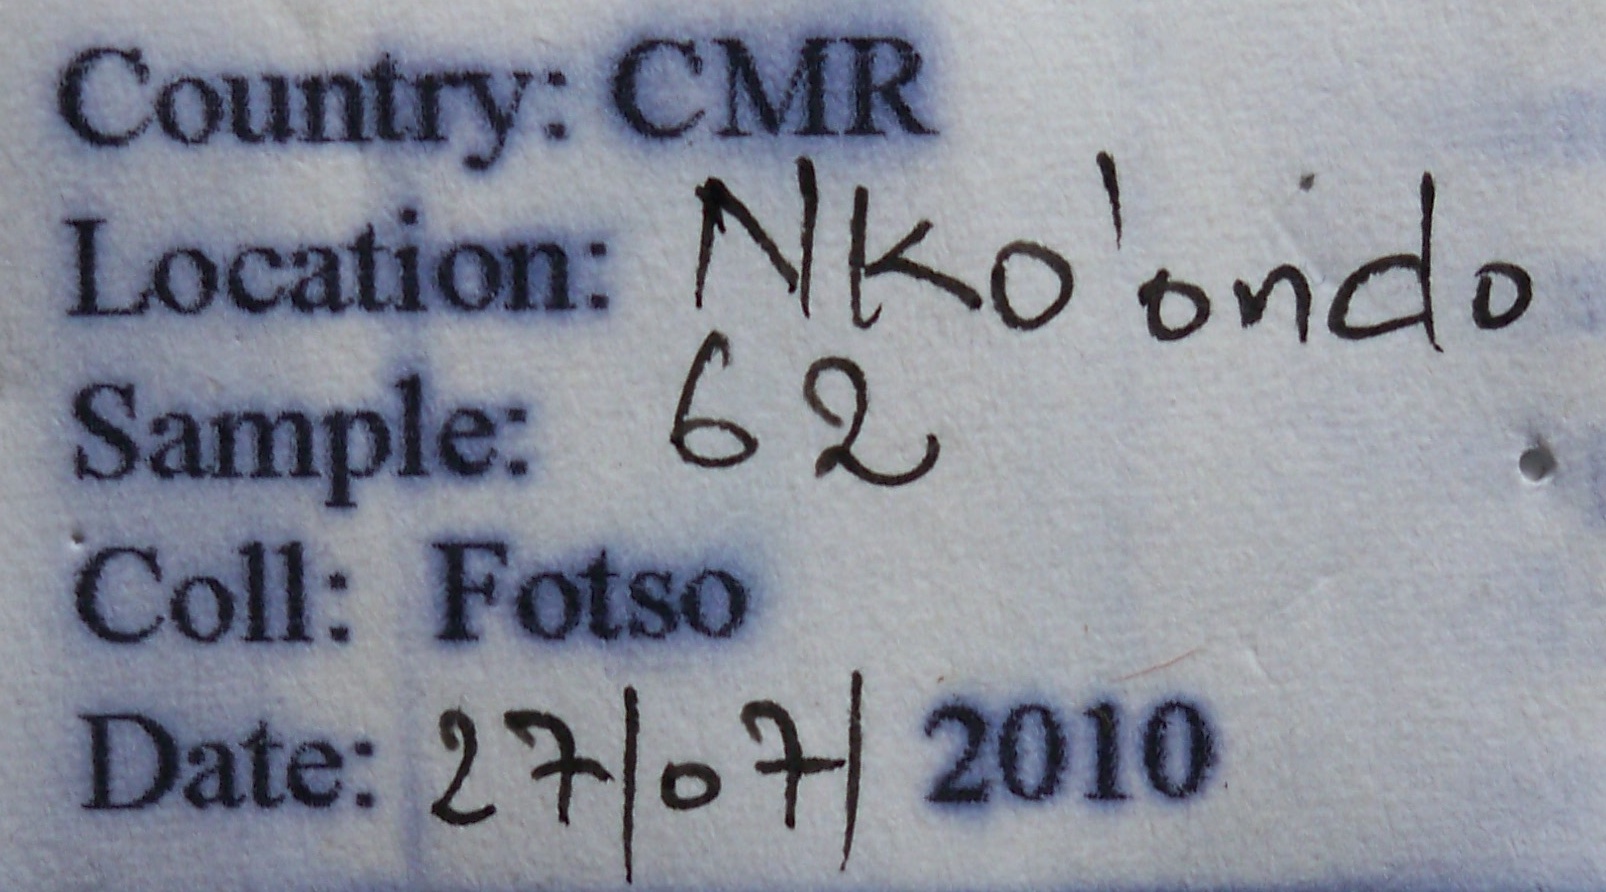 Country: CMR
Location: Nko'ondo
Sample: 62
Coll: Fotso
Date: 27/07/ 2010